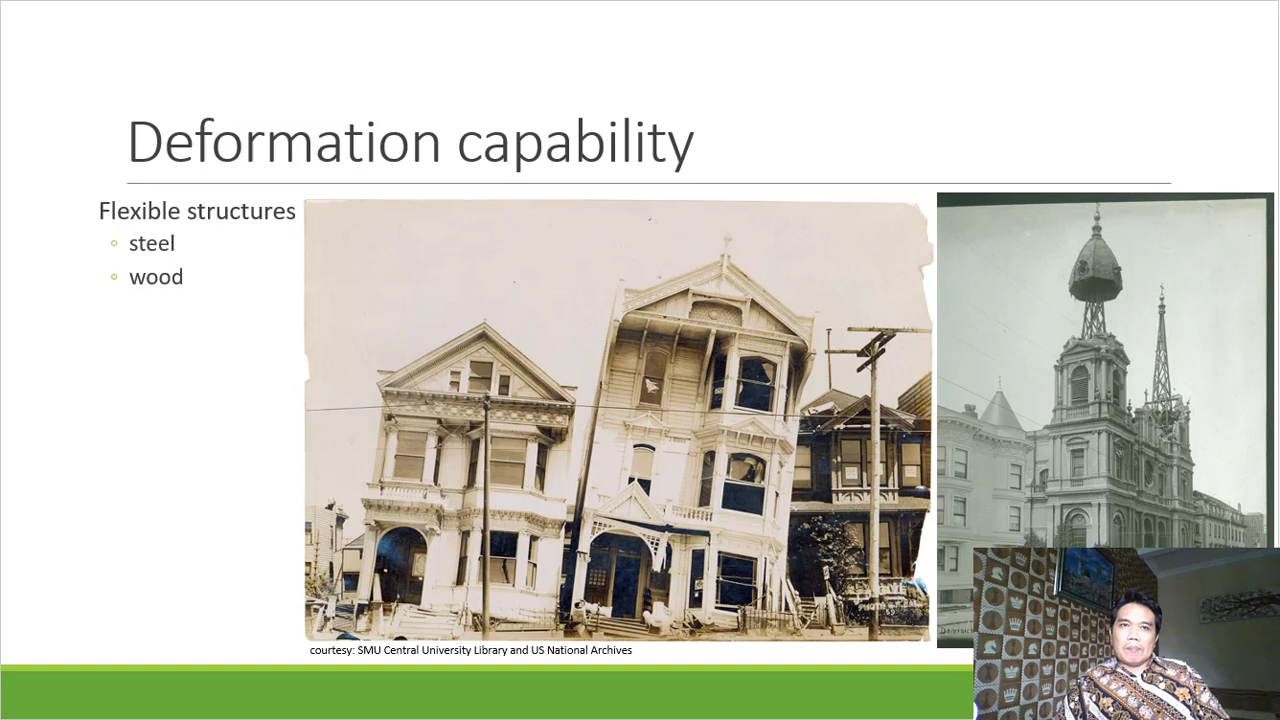 Deformation capability
Flexible structures
steel
wood
courtesy: SMU Central University Library and US National Archives